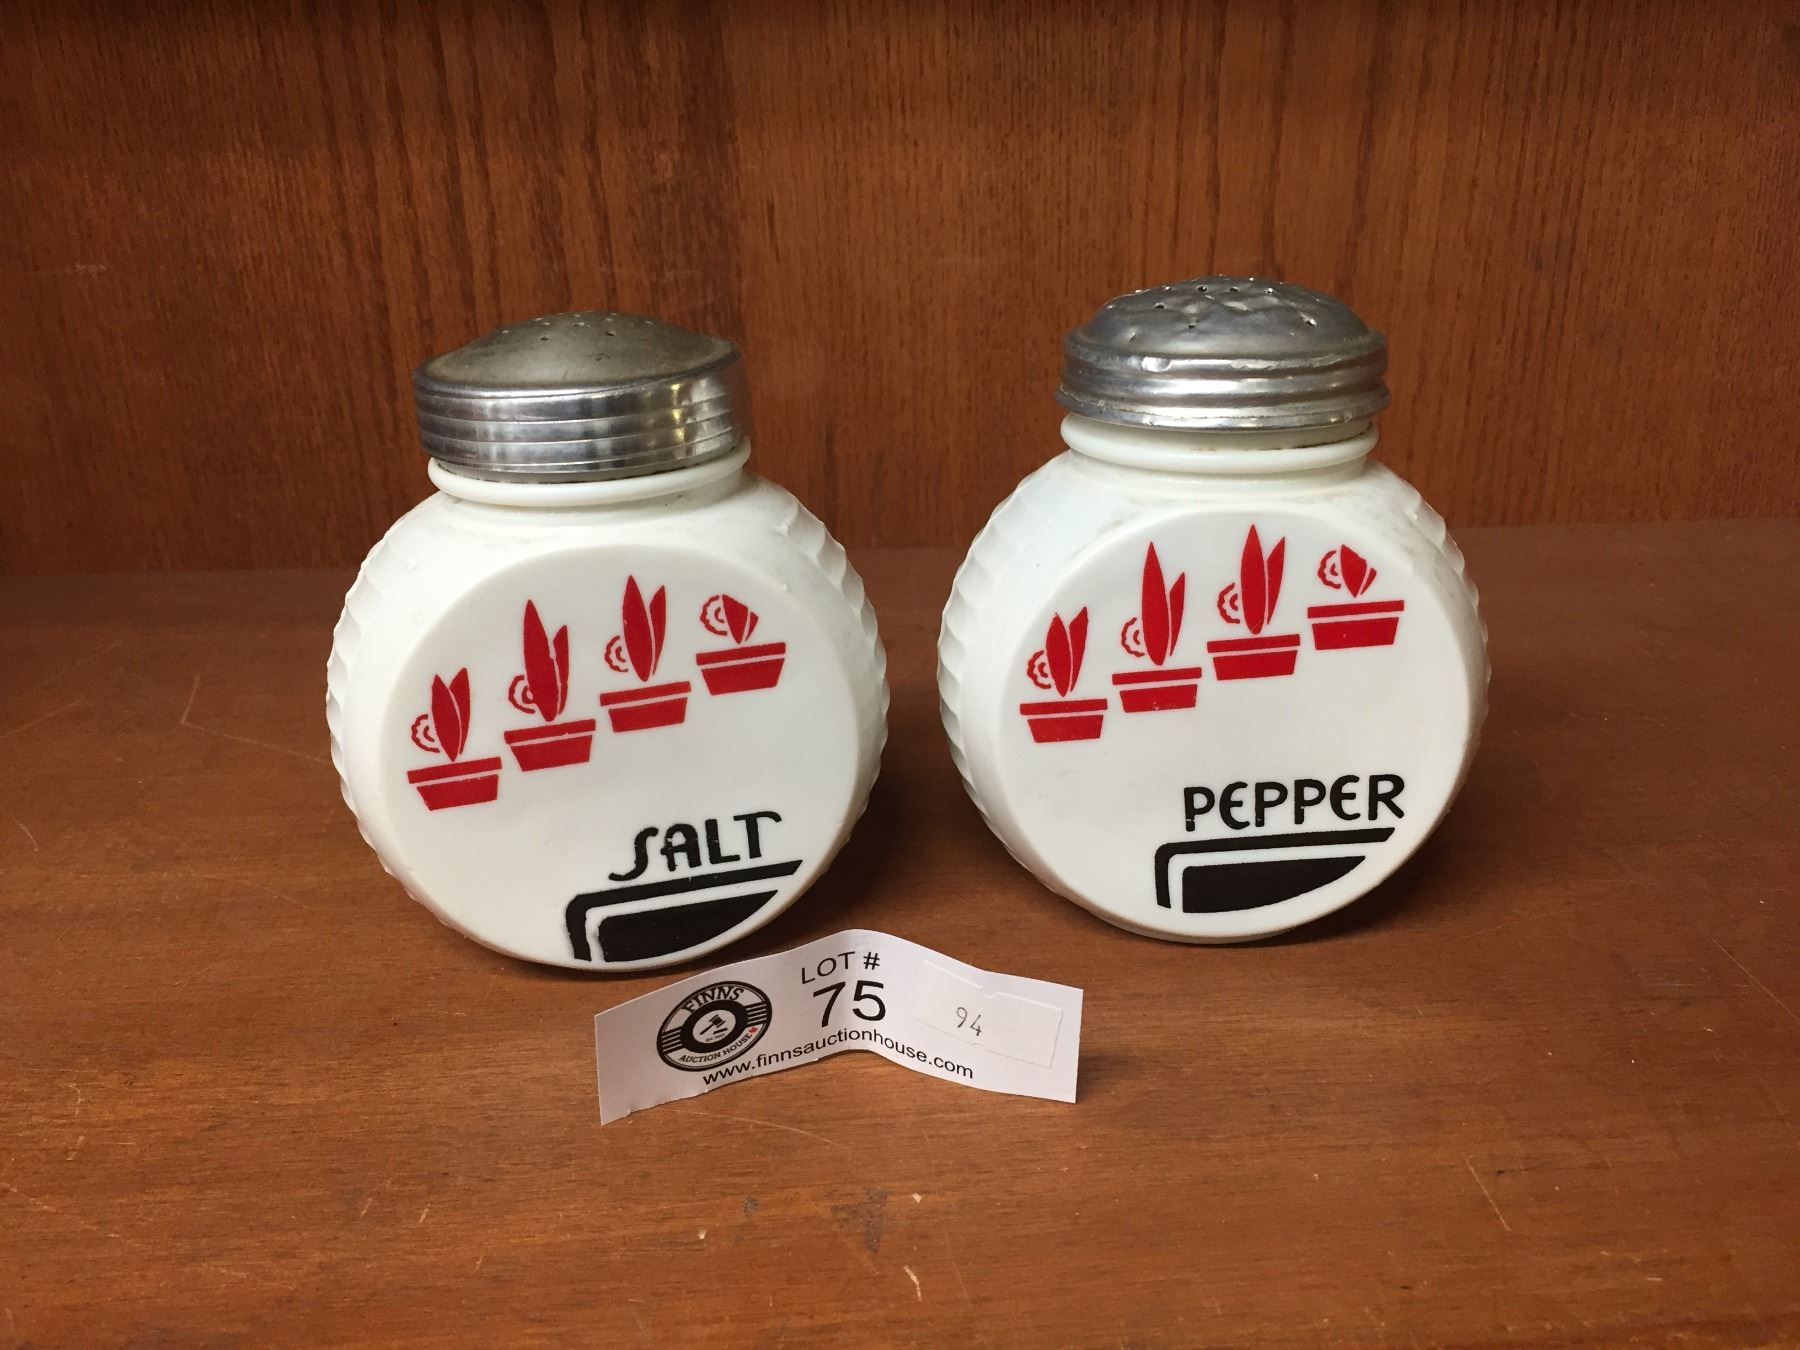 SALT
PEPPER
FINNS
AUCTION HOUSE
LOT #
75
94
www.finnsauctionhouse.com